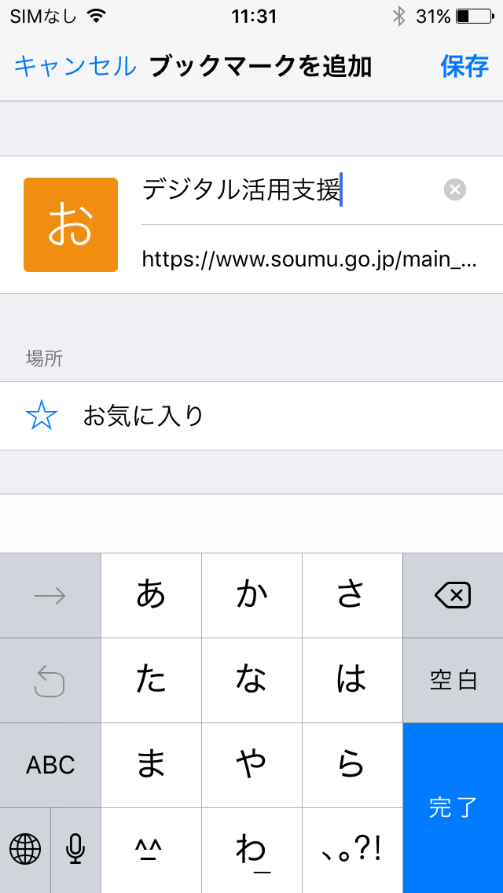 SIMなし 11:31 31%
キャンセル ブックマークを追加 保存
お デジタル活用支援
https://www.soumu.go.jp/main_...
場所
お気に入り
→ あ か さ
た な は 空白
ABC ま や ら
^_^ わ_ 、。?! 完了